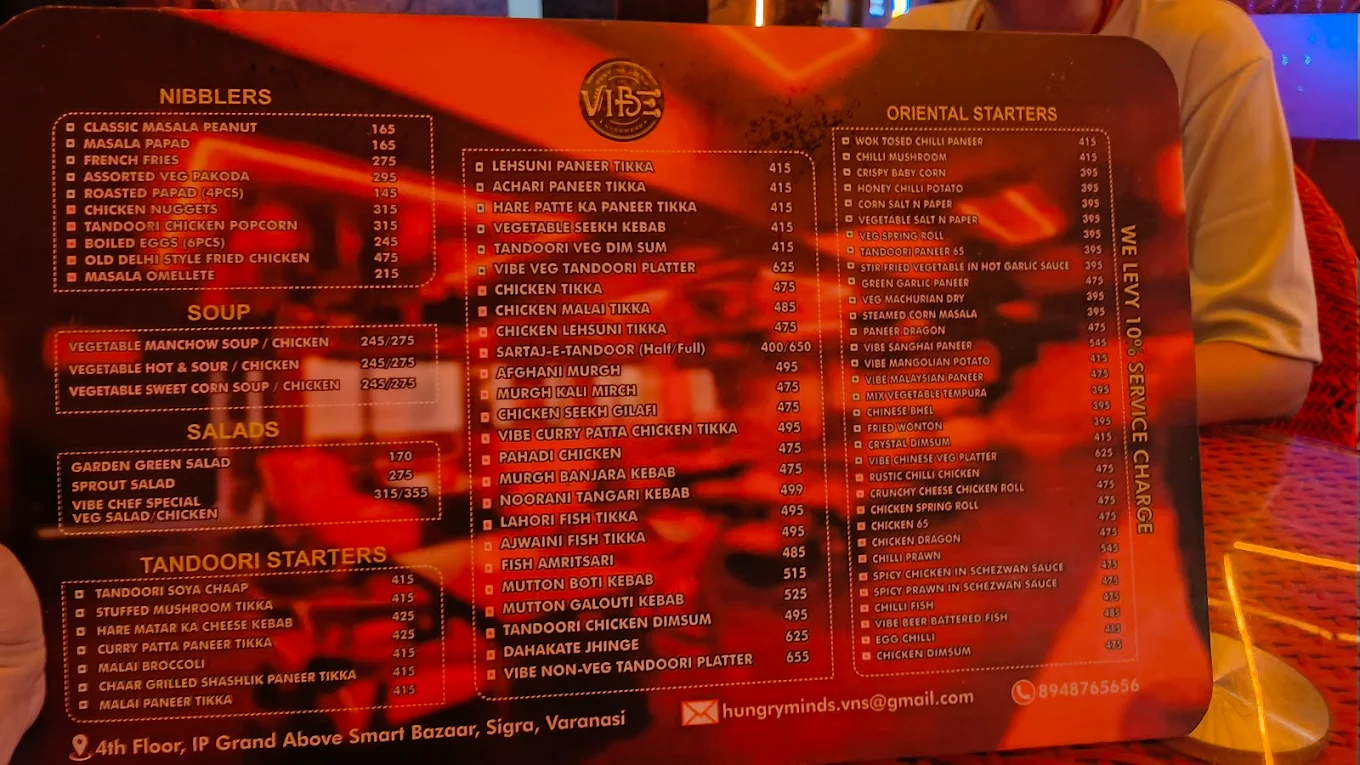 VIBE
NIBBLERS
CLASSIC MASALA PEANUT 165
MASALA PAPAD 165
FRENCH FRIES 275
ASSORTED VEG PAKODA 295
ROASTED PAPAD (4PCS) 145
CHICKEN NUGGETS 315
TANDOORI CHICKEN POPCORN 315
BOILED EGGS (6PCS) 245
OLD DELHI STYLE FRIED CHICKEN 475
MASALA OMELLETE 215
SOUP
VEGETABLE MANCHOW SOUP / CHICKEN 245/275
VEGETABLE HOT & SOUR / CHICKEN 245/275
VEGETABLE SWEET CORN SOUP / CHICKEN 245/275
SALADS
GARDEN GREEN SALAD 170
SPROUT SALAD 275
VIBE CHEF SPECIAL 315/355
VEG SALAD/CHICKEN
TANDOORI STARTERS
TANDOORI SOYA CHAAP 415
STUFFED MUSHROOM TIKKA 415
HARE MATAR KA CHEESE KEBAB 425
CURRY PATTA PANEER TIKKA 425
MALAI BROCCOLI 415
CHAAR GRILLED SHASHLIK PANEER TIKKA 415
MALAI PANEER TIKKA 415
LEHSUNI PANEER TIKKA 415
ACHARI PANEER TIKKA 415
HARE PATTE KA PANEER TIKKA 415
VEGETABLE SEEKH KEBAB 415
TANDOORI VEG DIM SUM 415
VIBE VEG TANDOORI PLATTER 625
CHICKEN TIKKA 475
CHICKEN MALAI TIKKA 485
CHICKEN LEHSUNI TIKKA 475
SARTAJ-E-TANDOOR (Half/Full) 400/650
AFGHANI MURGH 495
MURGH KALI MIRCH 475
CHICKEN SEEKH GILAFI 475
VIBE CURRY PATTA CHICKEN TIKKA 495
PAHADI CHICKEN 475
MURGH BANJARA KEBAB 475
NOORANI TANGARI KEBAB 499
LAHORI FISH TIKKA 495
AJWAINI FISH TIKKA 495
FISH AMRITSARI 485
MUTTON BOTI KEBAB 515
MUTTON GALOUTI KEBAB 525
TANDOORI CHICKEN DIMSUM 495
DAHAKATE JHINGE 625
VIBE NON-VEG TANDOORI PLATTER 655
ORIENTAL STARTERS
WOK TOSED CHILLI PANEER 415
CHILLI MUSHROOM 415
CRISPY BABY CORN 395
HONEY CHILLI POTATO 395
CORN SALT N PAPER 395
VEGETABLE SALT N PAPER 395
VEG SPRING ROLL 395
TANDOORI PANEER 65 395
STIR FRIED VEGETABLE IN HOT GARLIC SAUCE 395
GREEN GARLIC PANEER 475
VEG MACHURIAN DRY 395
STEAMED CORN MASALA 395
PANEER DRAGON 475
VIBE SANGHAI PANEER 545
VIBE MANGOLIAN POTATO 415
VIBE MALAYSIAN PANEER 475
MIX VEGETABLE TEMPURA 395
CHINESE BHEL 395
FRIED WONTON 395
CRYSTAL DIMSUM 415
VIBE CHINESE VEG PLATTER 625
RUSTIC CHILLI CHICKEN 475
CRUNCHY CHEESE CHICKEN ROLL 475
CHICKEN SPRING ROLL 475
CHICKEN 65 475
CHICKEN DRAGON 475
CHILLI PRAWN 545
SPICY CHICKEN IN SCHEZWAN SAUCE 475
SPICY PRAWN IN SCHEZWAN SAUCE 475
CHILLI FISH 475
VIBE BEER BATTERED FISH 485
EGG CHILLI 415
CHICKEN DIMSUM 475
WE LEVY 10% SERVICE CHARGE
4th Floor, IP Grand Above Smart Bazaar, Sigra, Varanasi
hungryminds.vns@gmail.com
8948765656